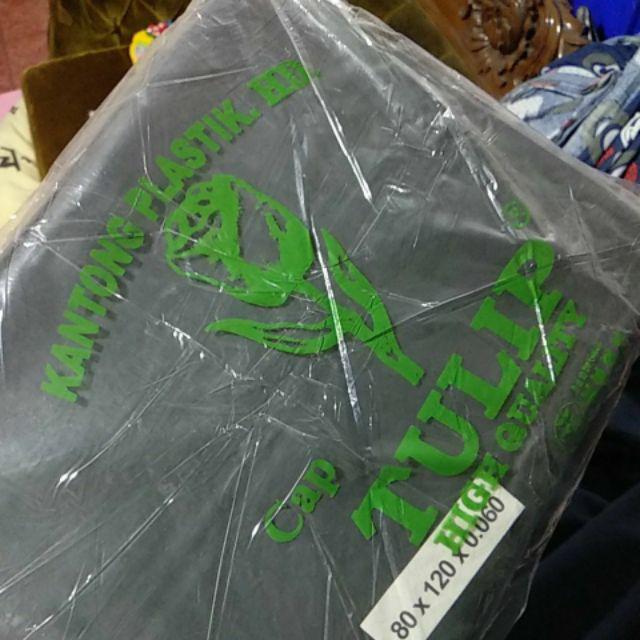 KANTONG PLASTIK. HD.
Cap
TULIP
HIGH QUALITY
80 x 120 x 0.060